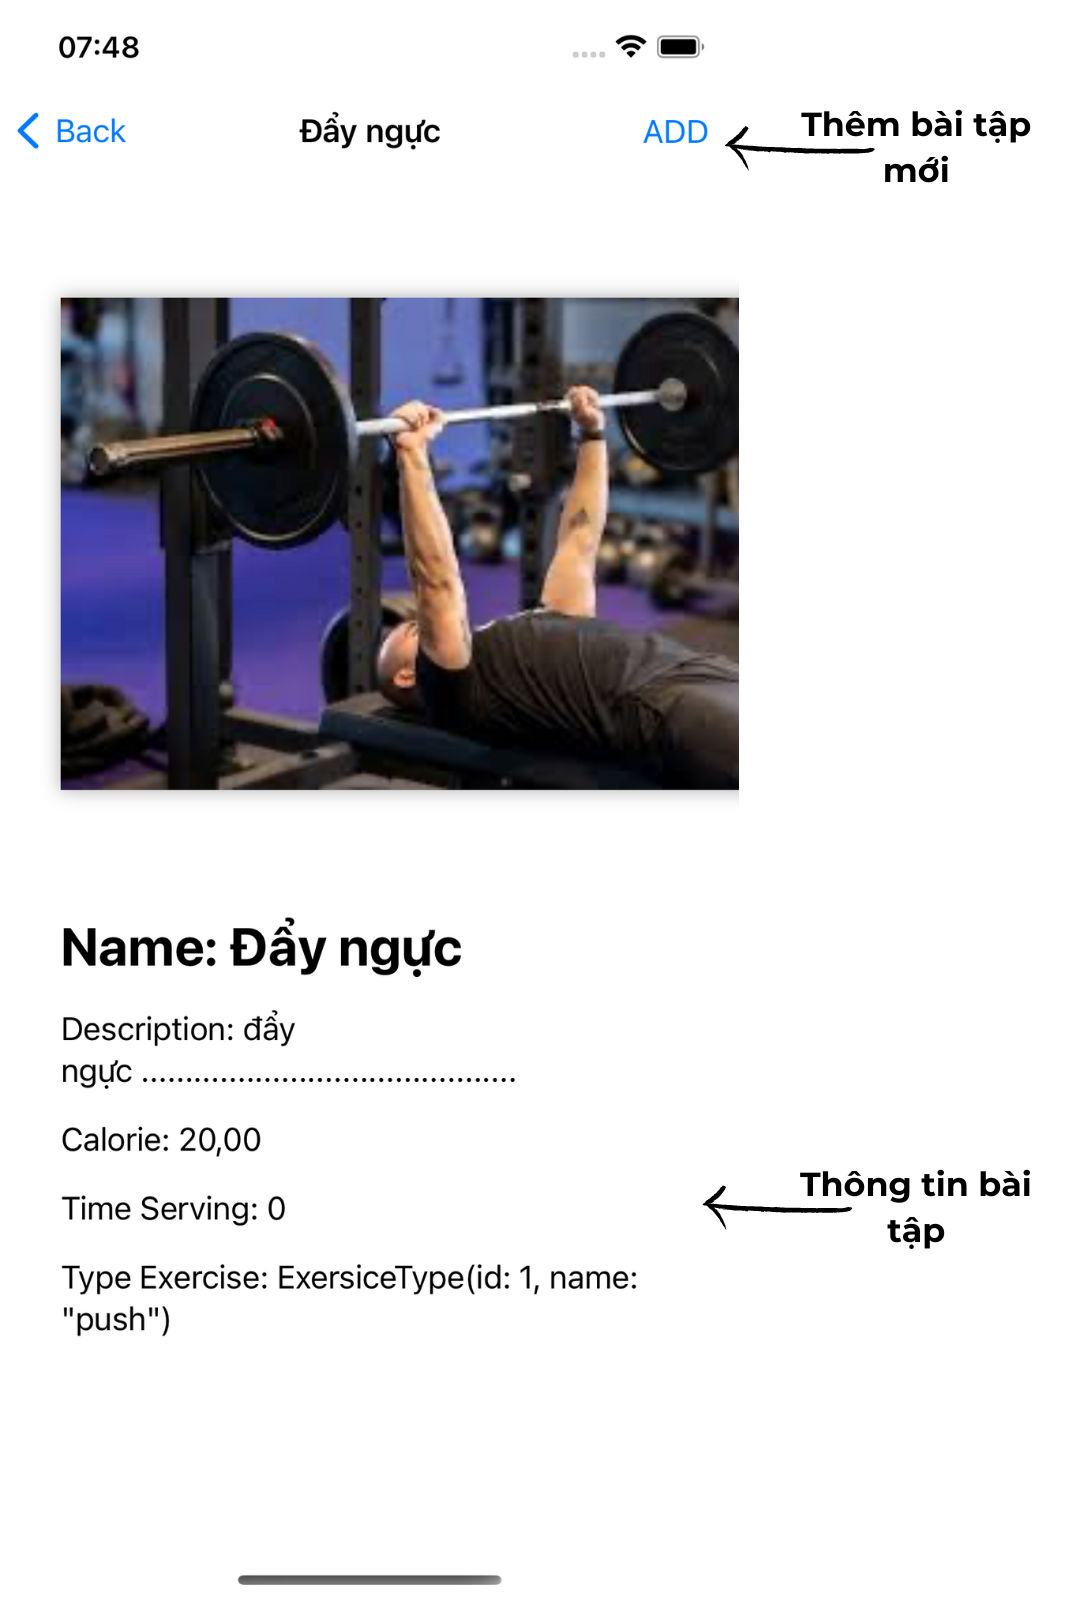 07:48
Back
Đẩy ngực
ADD
Thêm bài tập
mới
Name: Đẩy ngực
Description: đẩy
ngực ...........................................
Calorie: 20,00
Time Serving: 0
Thông tin bài
tập
Type Exercise: ExersiceType(id: 1, name:
"push")